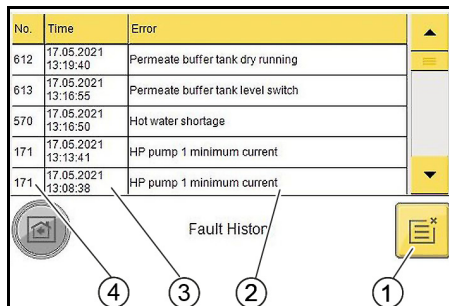 No. Time Error
612 17.05.2021 13:19:40 Permeate buffer tank dry running
613 17.05.2021 13:16:55 Permeate buffer tank level switch
570 17.05.2021 13:16:50 Hot water shortage
171 17.05.2021 13:13:41 HP pump 1 minimum current
171 17.05.2021 13:08:38 HP pump 1 minimum current
Fault Histor
4 3 2 1